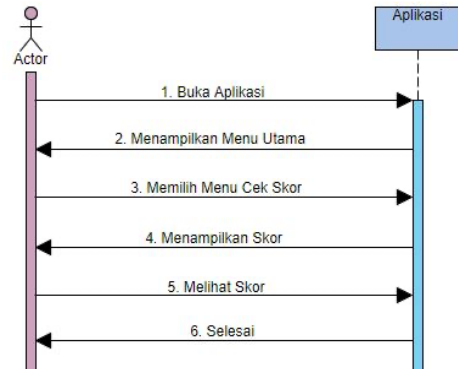 Aplikasi
Actor
1. Buka Aplikasi
2. Menampilkan Menu Utama
3. Memilih Menu Cek Skor
4. Menampilkan Skor
5. Melihat Skor
6. Selesai